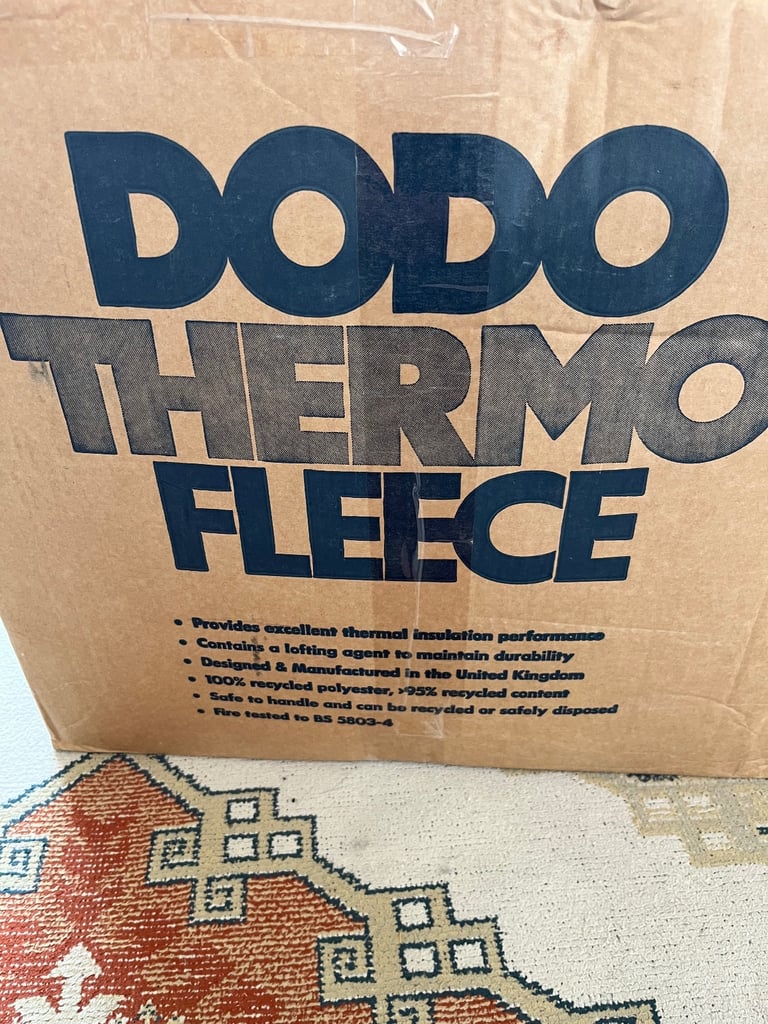 DODO
THERMO
FLEECE
• Provides excellent thermal insulation performance
• Contains a lofting agent to maintain durability
• Designed & Manufactured in the United Kingdom
• 100% recycled polyester, >95% recycled content
• Safe to handle and can be recycled or safely disposed
• Fire tested to BS 5803-4